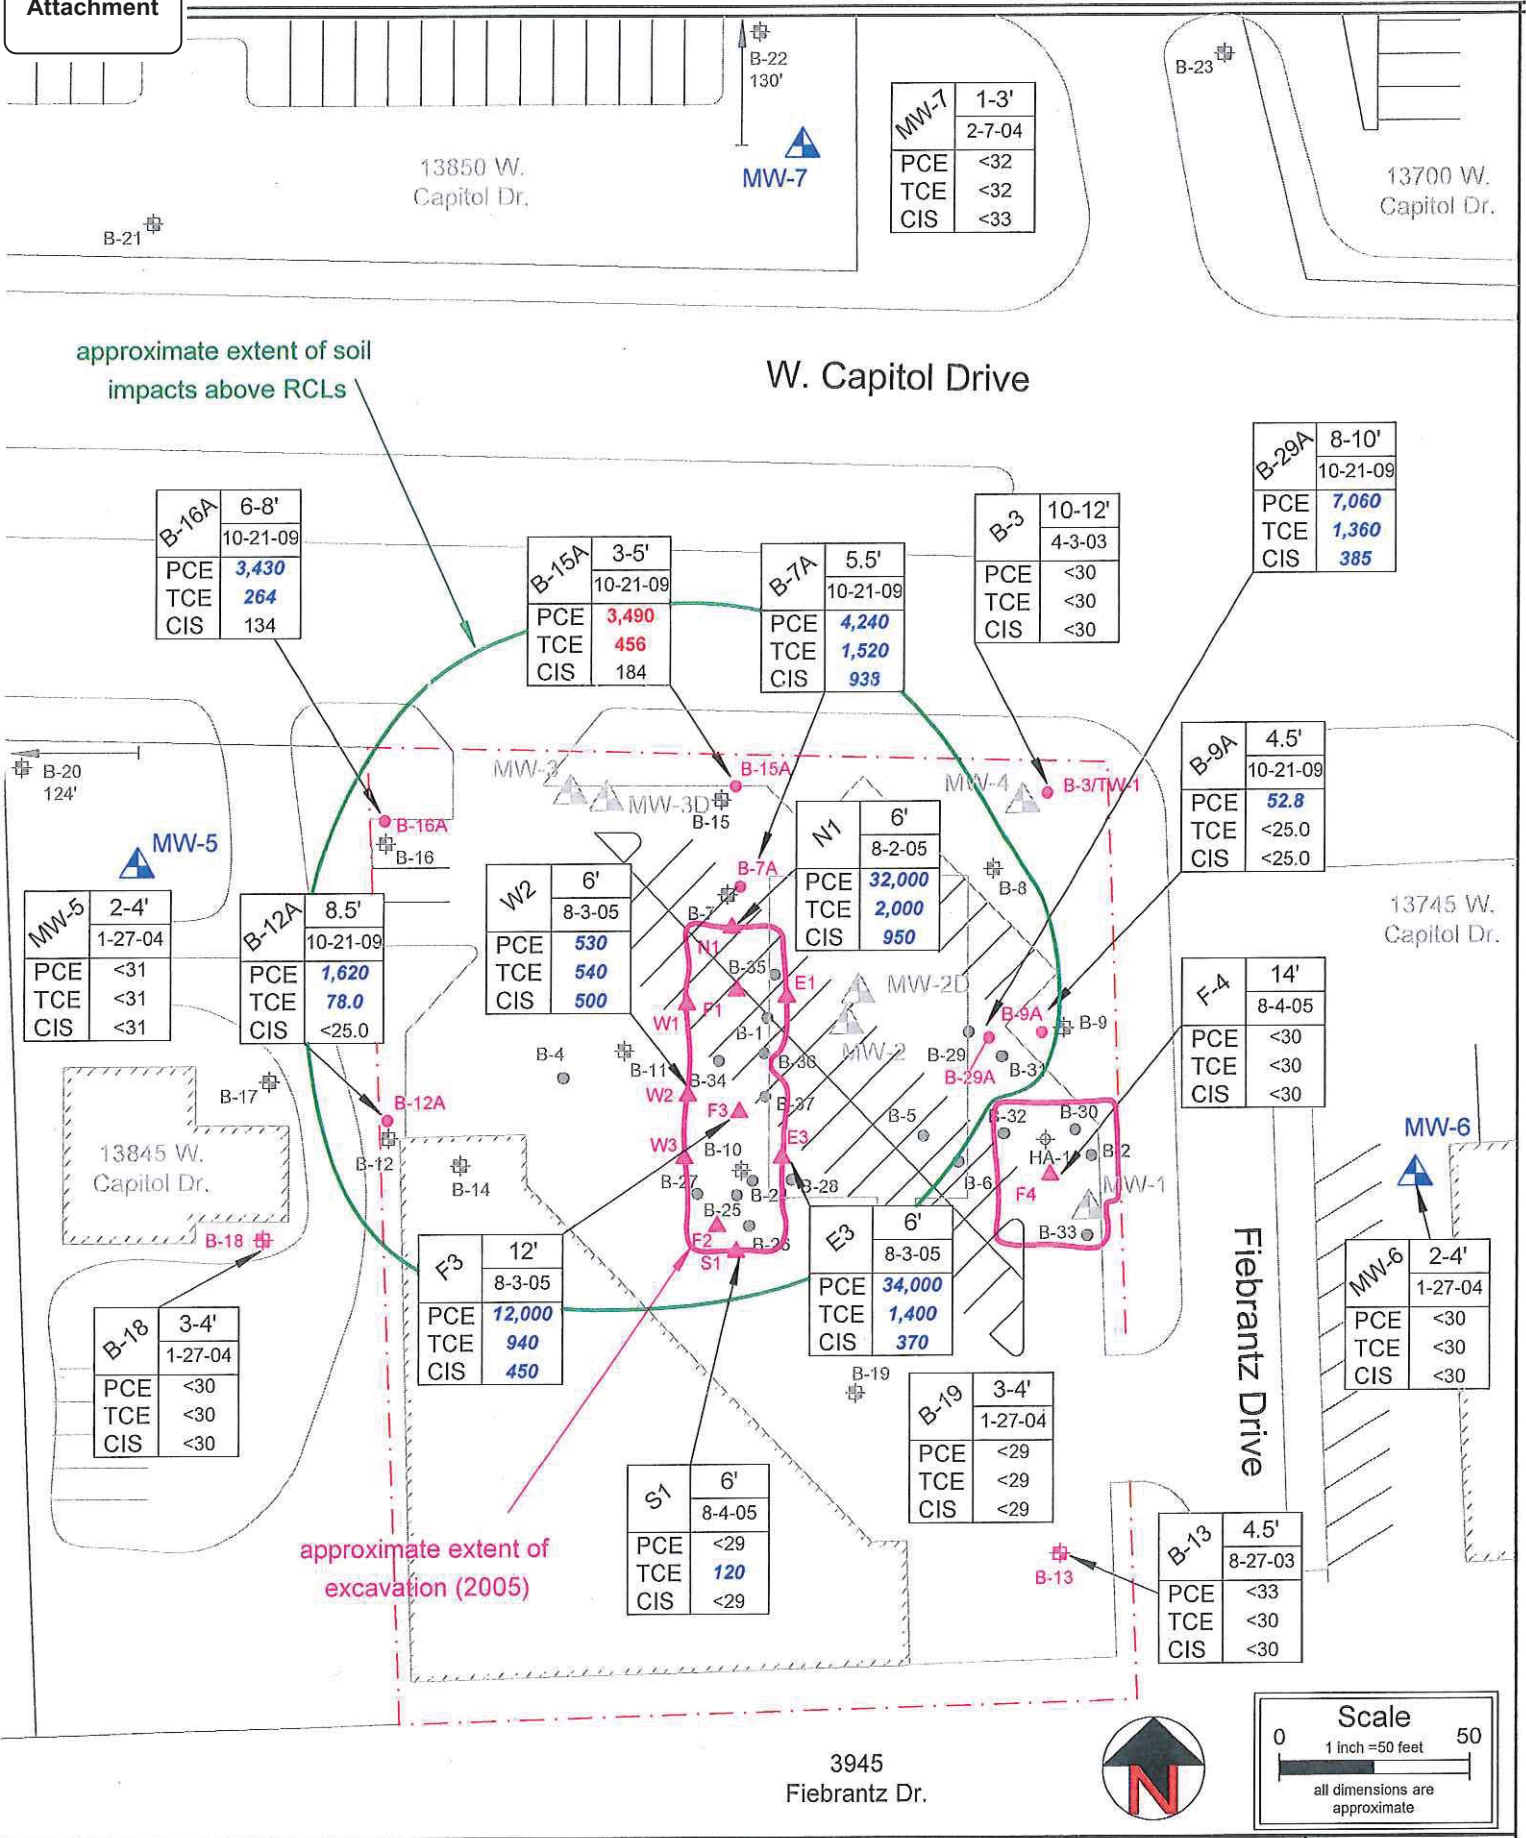 Attachment
B-22
130'
B-23
MW-7
1-3'
2-7-04
PCE <32
TCE <32
CIS <33
13850 W.
Capitol Dr.
MW-7
13700 W.
Capitol Dr.
B-21
approximate extent of soil
impacts above RCLs
W. Capitol Drive
B-29A
8-10'
10-21-09
PCE 7,060
TCE 1,360
CIS 385
B-16A
6-8'
10-21-09
PCE 3,430
TCE 264
CIS 134
B-3
10-12'
4-3-03
PCE <30
TCE <30
CIS <30
B-15A
3-5'
10-21-09
PCE 3,490
TCE 456
CIS 184
B-7A
5.5'
10-21-09
PCE 4,240
TCE 1,520
CIS 938
B-9A
4.5'
10-21-09
PCE 52.8
TCE <25.0
CIS <25.0
B-20
124'
MW-3
MW-3D
B-15A
B-15
MW-4
B-3/TW-1
B-16A
B-16
MW-5
N1
6'
8-2-05
PCE 32,000
TCE 2,000
CIS 950
B-7A
B-7
B-8
W2
6'
8-3-05
PCE 530
TCE 540
CIS 500
MW-5
2-4'
1-27-04
PCE <31
TCE <31
CIS <31
B-12A
8.5'
10-21-09
PCE 1,620
TCE 78.0
CIS <25.0
13745 W.
Capitol Dr.
N1
B-35
E1
MW-2D
F-4
14'
8-4-05
PCE <30
TCE <30
CIS <30
W1
F1
B-1
MW-2
B-9A
B-9
B-29
B-31
B-29A
B-4
B-11
B-34
B-36
B-17
B-12A
B-12
W2
F3
B-37
B-5
B-32
B-30
MW-6
13845 W.
Capitol Dr.
B-14
W3
B-10
E3
HA-1
B-2
B-27
B-28
B-6
F4
MW-1
B-18
B-25
F2
S1
B-26
B-33
F3
12'
8-3-05
PCE 12,000
TCE 940
CIS 450
E3
6'
8-3-05
PCE 34,000
TCE 1,400
CIS 370
Fiebrantz Drive
MW-6
2-4'
1-27-04
PCE <30
TCE <30
CIS <30
B-18
3-4'
1-27-04
PCE <30
TCE <30
CIS <30
B-19
B-19
3-4'
1-27-04
PCE <29
TCE <29
CIS <29
S1
6'
8-4-05
PCE <29
TCE 120
CIS <29
approximate extent of
excavation (2005)
B-13
B-13
4.5'
8-27-03
PCE <33
TCE <30
CIS <30
3945
Fiebrantz Dr.
N
Scale
0 50
1 inch =50 feet
all dimensions are
approximate